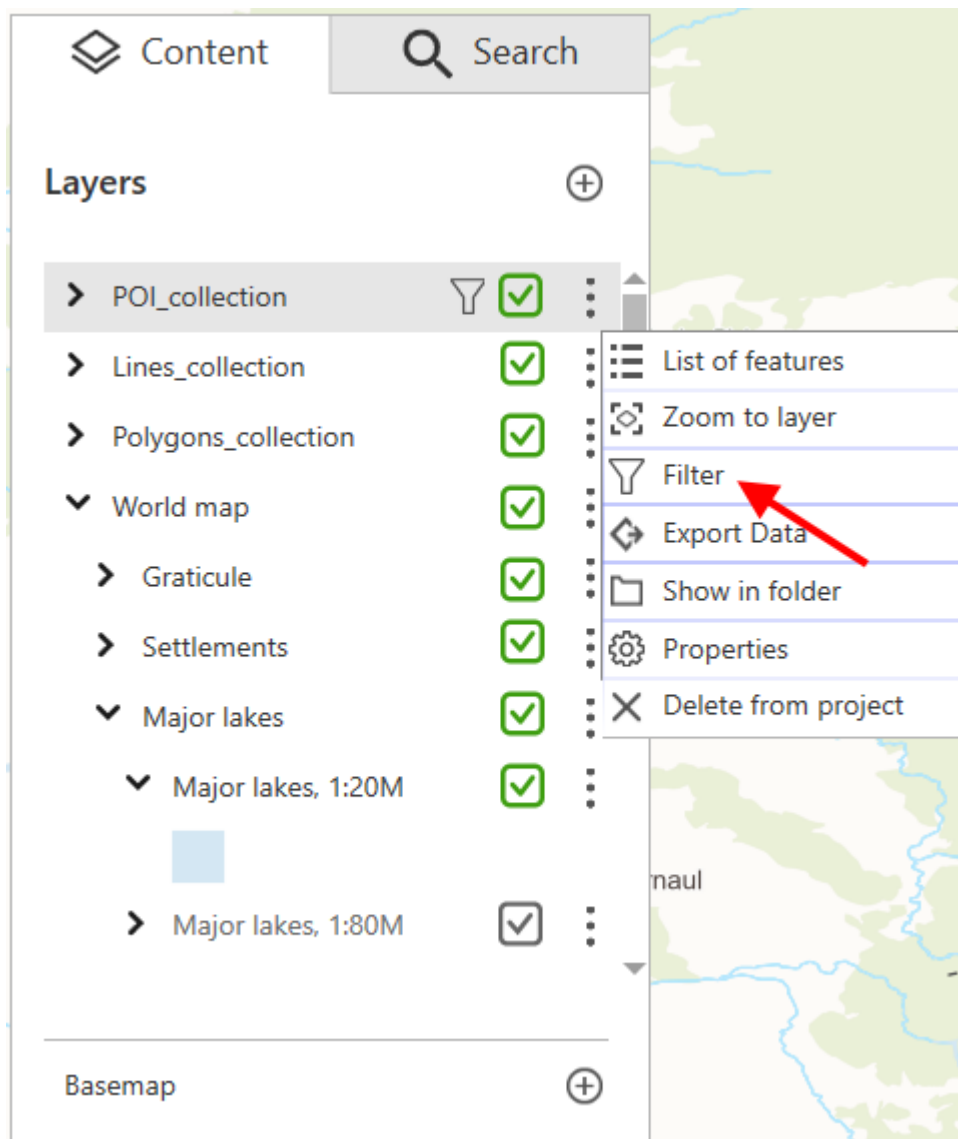 Content
Search
Layers
POI_collection
Lines_collection
List of features
Polygons_collection
Zoom to layer
Filter
World map
Export Data
Graticule
Show in folder
Settlements
Properties
Major lakes
Delete from project
Major lakes, 1:20M
rnaul
Major lakes, 1:80M
Basemap